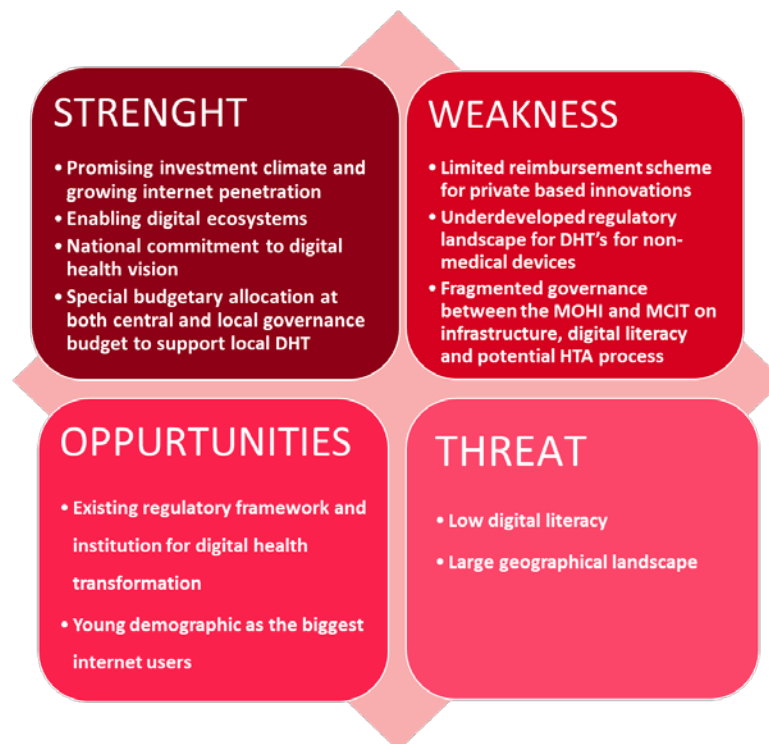 STRENGHT
• Promising investment climate and
growing internet penetration
• Enabling digital ecosystems
• National commitment to digital
health vision
• Special budgetary allocation at
both central and local governance
budget to support local DHT
WEAKNESS
• Limited reimbursement scheme
for private based innovations
• Underdeveloped regulatory
landscape for DHT's for non-
medical devices
• Fragmented governance
between the MOHI and MCIT on
infrastructure, digital literacy
and potential HTA process
OPPURTUNITIES
• Existing regulatory framework and
institution for digital health
transformation
• Young demographic as the biggest
internet users
THREAT
• Low digital literacy
• Large geographical landscape